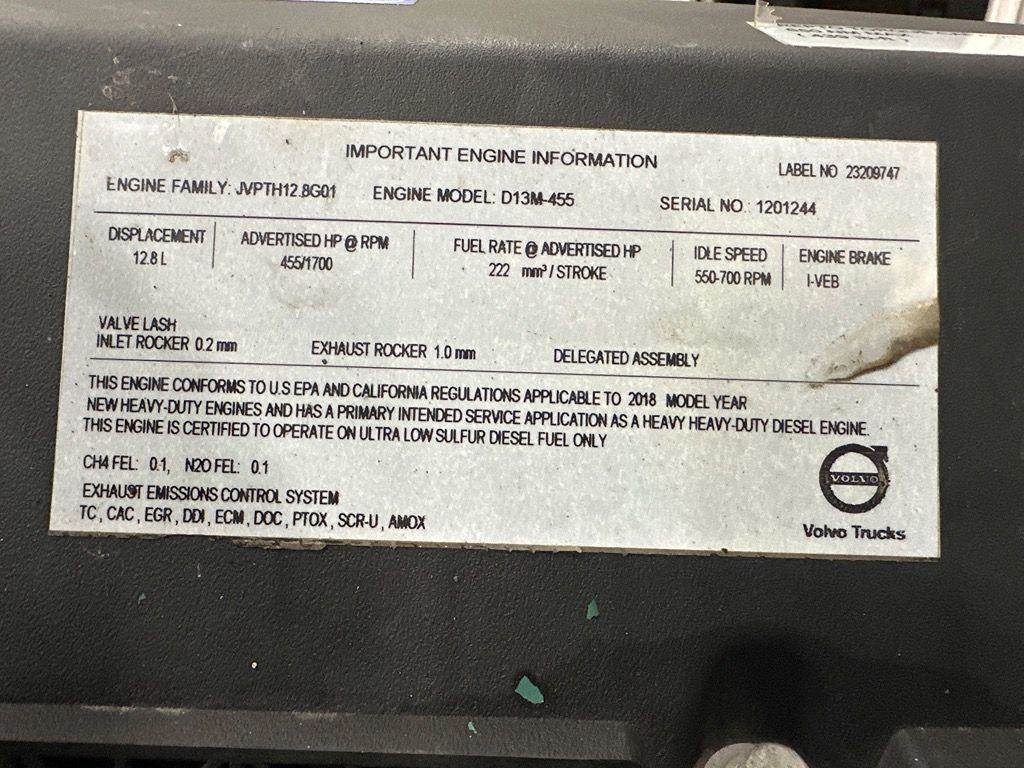 IMPORTANT ENGINE INFORMATION
LABEL NO 23209747
ENGINE FAMILY: JVPTH12.8G01 ENGINE MODEL: D13M-455 SERIAL NO.: 1201244
DISPLACEMENT ADVERTISED HP @ RPM FUEL RATE @ ADVERTISED HP IDLE SPEED ENGINE BRAKE
12.8 L 455/1700 222 mm³ / STROKE 550-700 RPM I-VEB
VALVE LASH
INLET ROCKER 0.2 mm EXHAUST ROCKER 1.0 mm DELEGATED ASSEMBLY
THIS ENGINE CONFORMS TO U.S EPA AND CALIFORNIA REGULATIONS APPLICABLE TO 2018 MODEL YEAR
NEW HEAVY-DUTY ENGINES AND HAS A PRIMARY INTENDED SERVICE APPLICATION AS A HEAVY HEAVY-DUTY DIESEL ENGINE.
THIS ENGINE IS CERTIFIED TO OPERATE ON ULTRA LOW SULFUR DIESEL FUEL ONLY
CH4 FEL: 0.1, N2O FEL: 0.1
EXHAUST EMISSIONS CONTROL SYSTEM
TC, CAC, EGR, DDI, ECM, DOC, PTOX, SCR-U, AMOX
VOLVO
Volvo Trucks